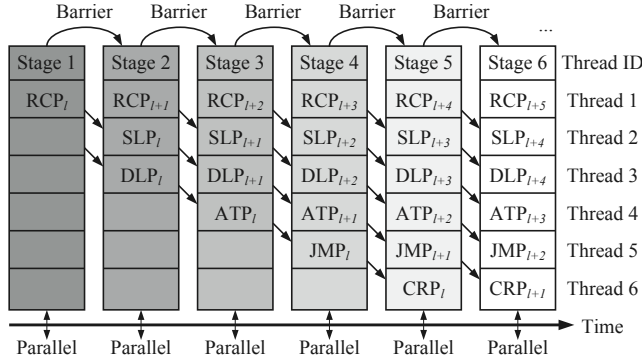 Barrier Barrier Barrier Barrier Barrier ...
Stage 1 Stage 2 Stage 3 Stage 4 Stage 5 Stage 6 Thread ID
RCPl RCPl+1 RCPl+2 RCPl+3 RCPl+4 RCPl+5 Thread 1
SLPl SLPl+1 SLPl+2 SLPl+3 SLPl+4 Thread 2
DLPl DLPl+1 DLPl+2 DLPl+3 DLPl+4 Thread 3
ATPl ATPl+1 ATPl+2 ATPl+3 Thread 4
JMPl JMPl+1 JMPl+2 Thread 5
CRPl CRPl+1 Thread 6
Time
Parallel Parallel Parallel Parallel Parallel Parallel